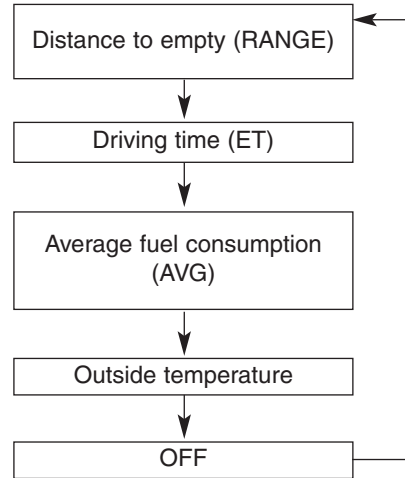 Distance to empty (RANGE)
Driving time (ET)
Average fuel consumption
(AVG)
Outside temperature
OFF